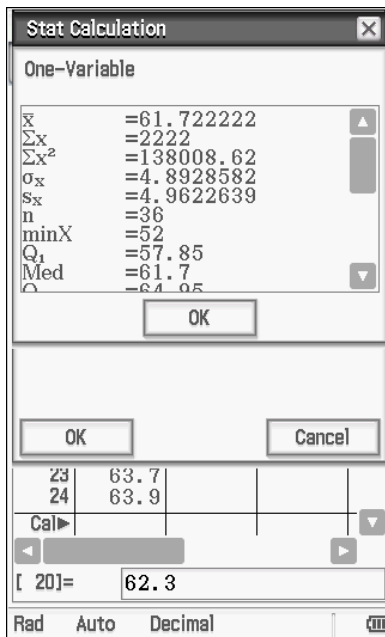 Stat Calculation
One-Variable
x̄ =61.722222
Σx =2222
Σx² =138008.62
σx =4.8928582
sx =4.9622639
n =36
minX =52
Q₁ =57.85
Med =61.7
=64.95
OK
OK Cancel
23 63.7
24 63.9
Cal▶
[ 20]= 62.3
Rad Auto Decimal